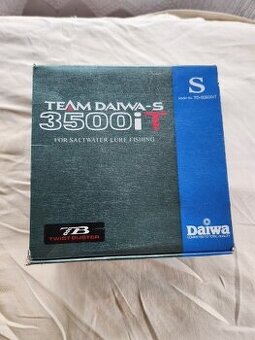 TEAM DAIWA-S
3500iT
FOR SALTWATER LURE FISHING
S
TB
TWIST BUSTER
Daiwa